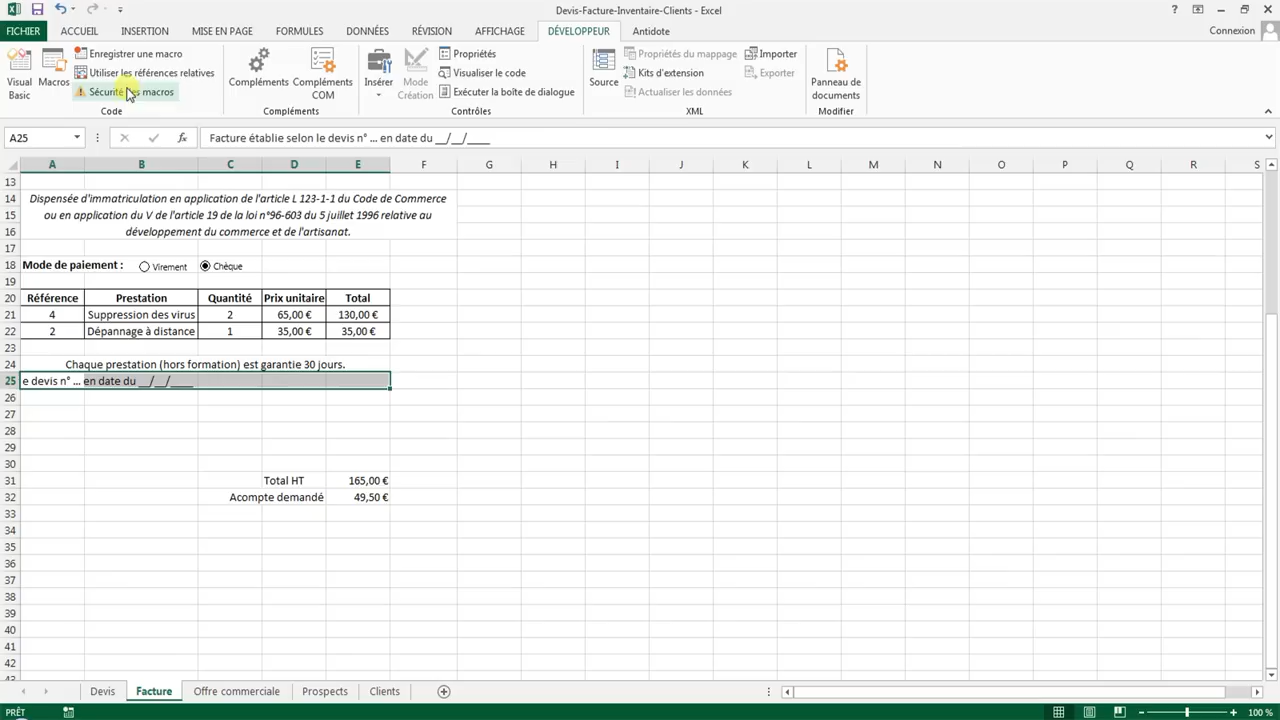 Devis-Facture-Inventaire-Clients - Excel
?
FICHIER ACCUEIL INSERTION MISE EN PAGE FORMULES DONNÉES RÉVISION AFFICHAGE DÉVELOPPEUR Antidote Connexion
Visual Basic
Macros
Enregistrer une macro
Utiliser les références relatives
Sécurité des macros
Code
Compléments
Compléments COM
Compléments
Insérer
Mode Création
Propriétés
Visualiser le code
Exécuter la boîte de dialogue
Contrôles
Source
Propriétés du mappage
Kits d'extension
Actualiser les données
Importer
Exporter
XML
Panneau de documents
Modifier
A25 fx Facture établie selon le devis n° ... en date du __/__/____
A B C D E F G H I J K L M N O P Q R S
13
14 Dispensée d'immatriculation en application de l'article L 123-1-1 du Code de Commerce
15 ou en application du V de l'article 19 de la loi n°96-603 du 5 juillet 1996 relative au
16 développement du commerce et de l'artisanat.
17
18 Mode de paiement : Virement Chèque
19
20 Référence Prestation Quantité Prix unitaire Total
21 4 Suppression des virus 2 65,00 € 130,00 €
22 2 Dépannage à distance 1 35,00 € 35,00 €
23
24 Chaque prestation (hors formation) est garantie 30 jours.
25 e devis n° ... en date du __/__/____
26
27
28
29
30
31 Total HT 165,00 €
32 Acompte demandé 49,50 €
33
34
35
36
37
38
39
40
41
42
Devis Facture Offre commerciale Prospects Clients
PRÊT 100 %